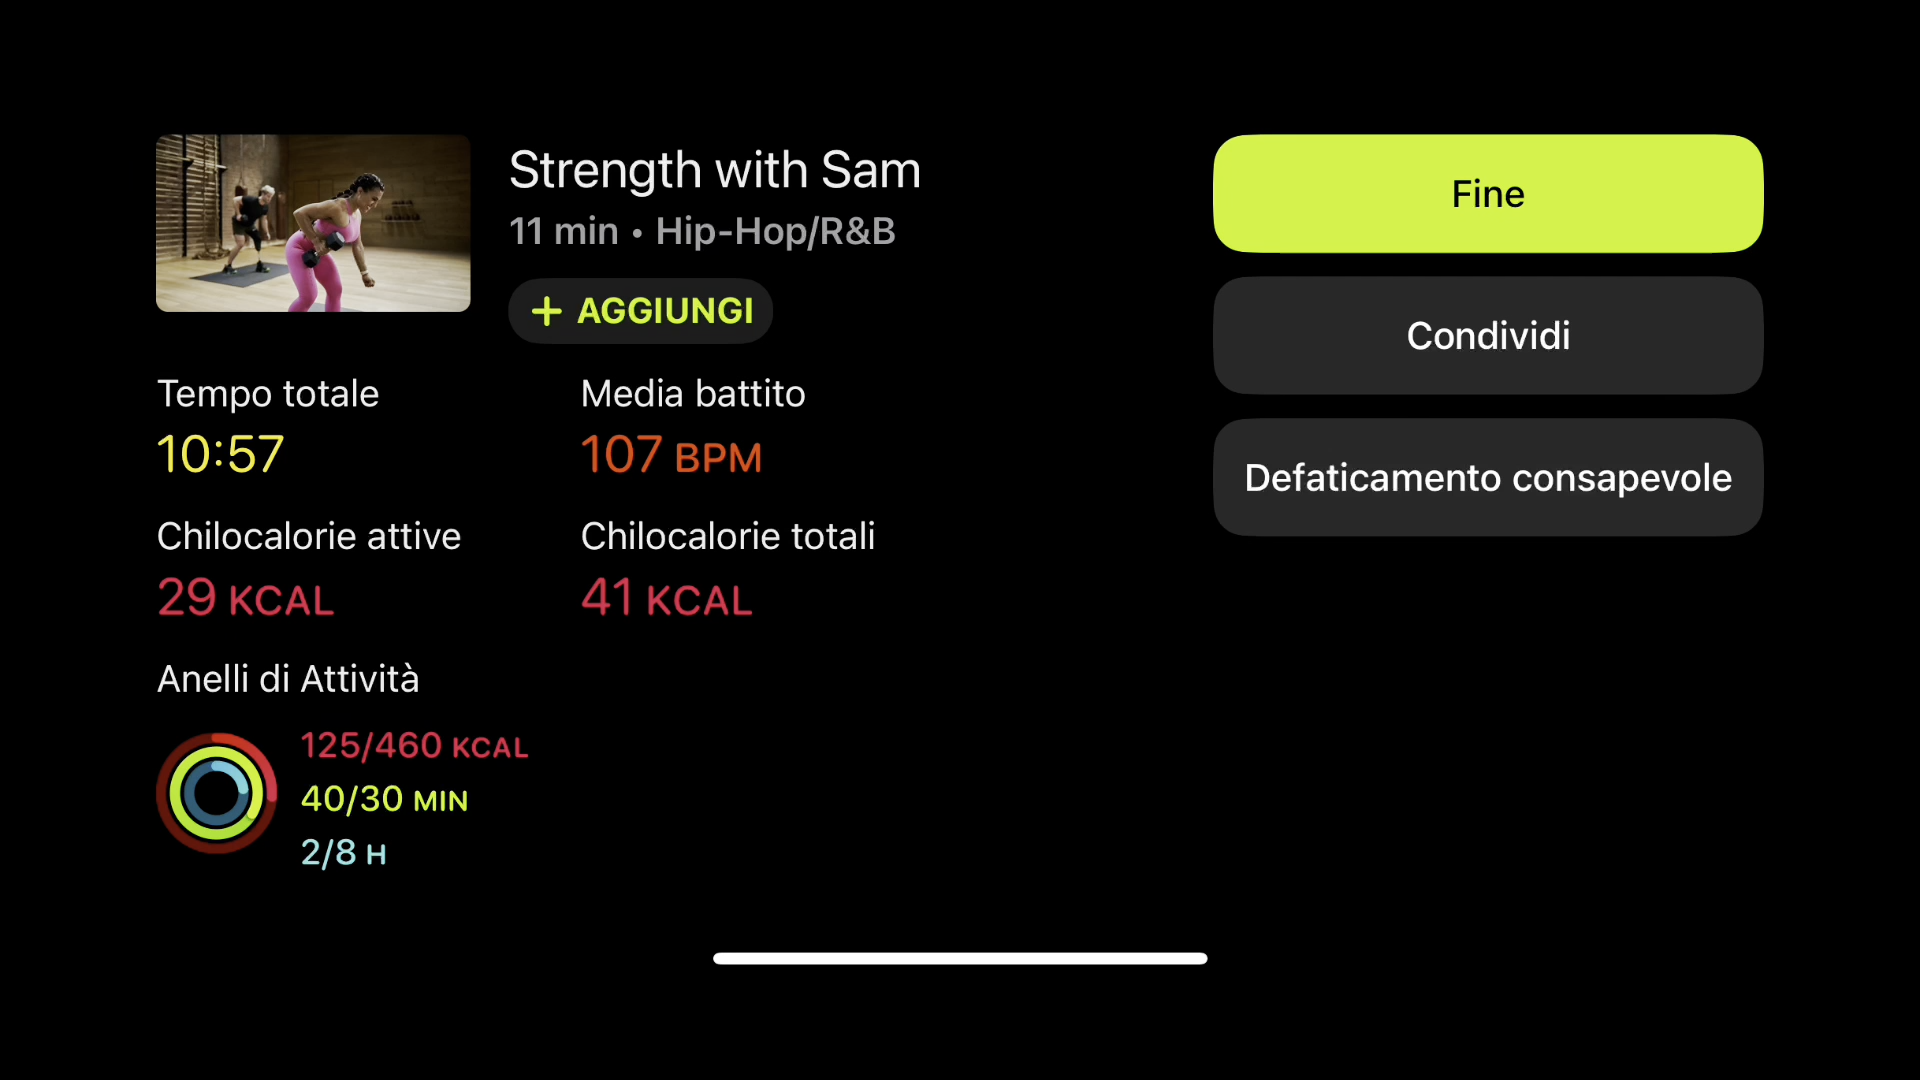 Strength with Sam
11 min • Hip-Hop/R&B
+ AGGIUNGI
Tempo totale
10:57
Media battito
107 BPM
Chilocalorie attive
29 KCAL
Chilocalorie totali
41 KCAL
Anelli di Attività
125/460 KCAL
40/30 MIN
2/8 H
Fine
Condividi
Defaticamento consapevole